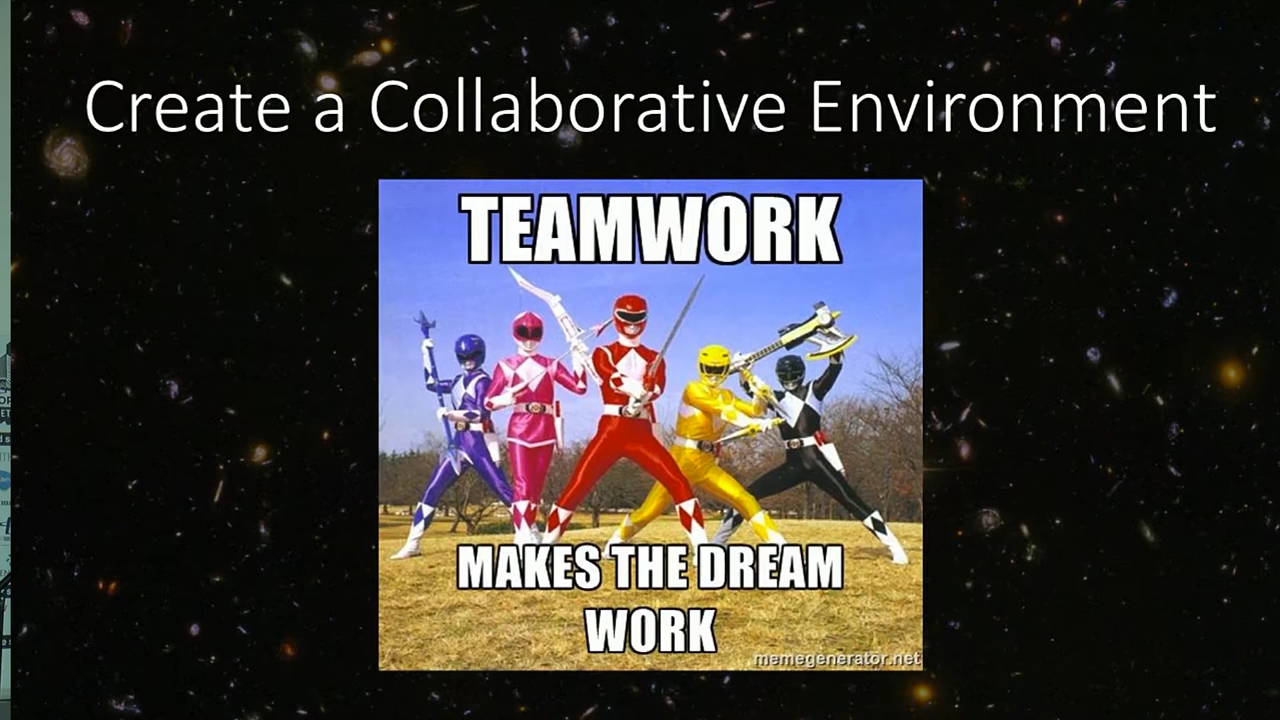 Create a Collaborative Environment
TEAMWORK
MAKES THE DREAM
WORK
memegenerator.net